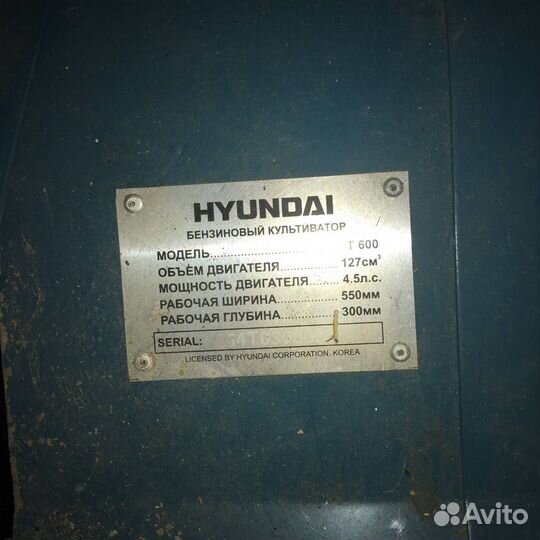 HYUNDAI
БЕНЗИНОВЫЙ КУЛЬТИВАТОР
МОДЕЛЬ..............................T 600
ОБЪЁМ ДВИГАТЕЛЯ.............127см³
МОЩНОСТЬ ДВИГАТЕЛЯ.......4.5л.с.
РАБОЧАЯ ШИРИНА...............550мм
РАБОЧАЯ ГЛУБИНА..............300мм
SERIAL:
LICENSED BY HYUNDAI CORPORATION, KOREA
Avito